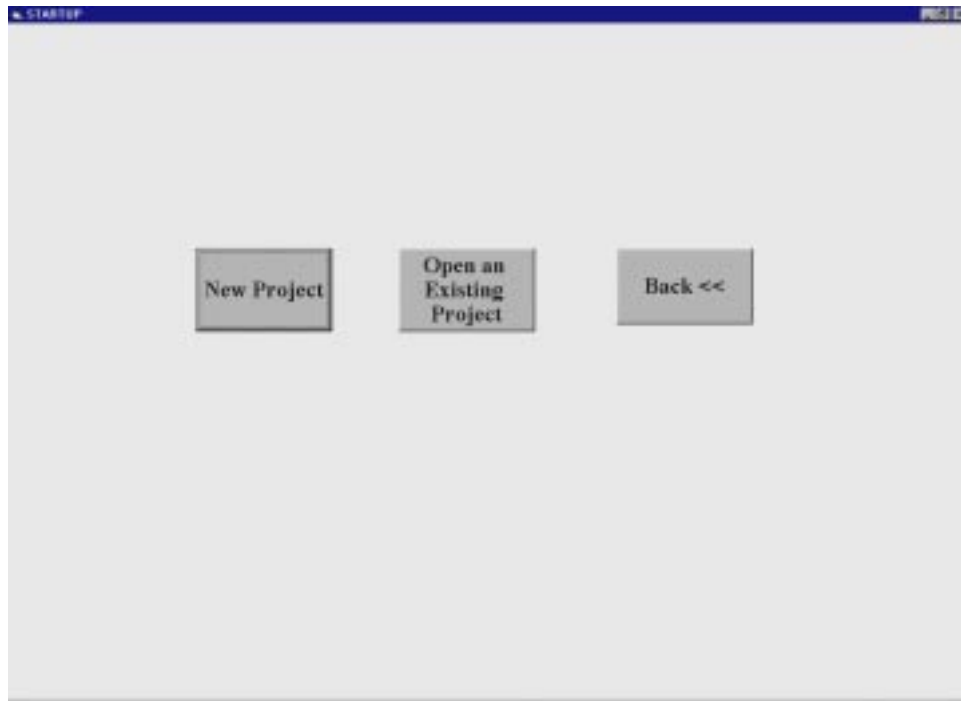 STARTUP
New Project
Open an
Existing
Project
Back <<